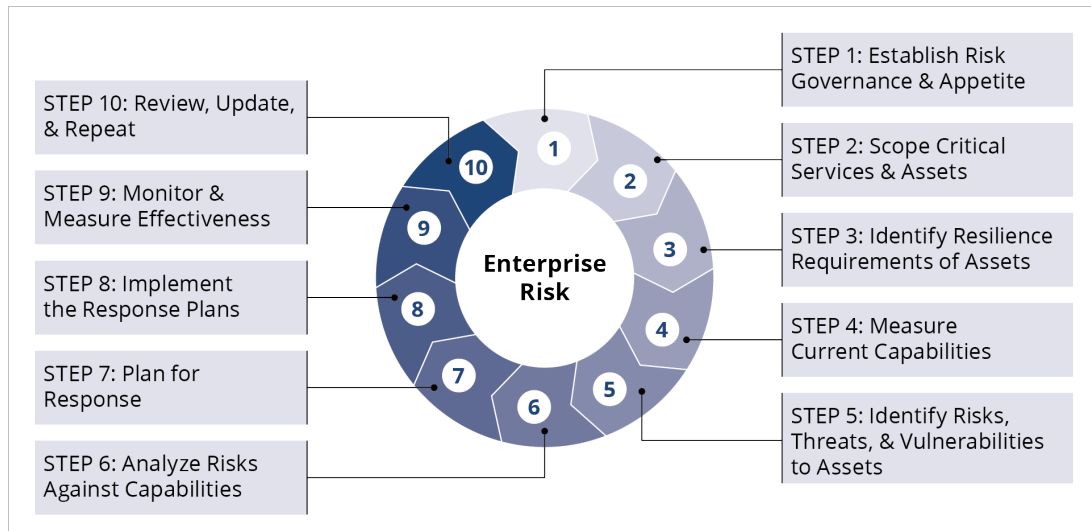 STEP 1: Establish Risk
Governance & Appetite
STEP 2: Scope Critical
Services & Assets
STEP 3: Identify Resilience
Requirements of Assets
STEP 4: Measure
Current Capabilities
STEP 5: Identify Risks,
Threats, & Vulnerabilities
to Assets
STEP 6: Analyze Risks
Against Capabilities
STEP 7: Plan for
Response
STEP 8: Implement
the Response Plans
STEP 9: Monitor &
Measure Effectiveness
STEP 10: Review, Update,
& Repeat
1
2
3
4
5
6
7
8
9
10
Enterprise
Risk